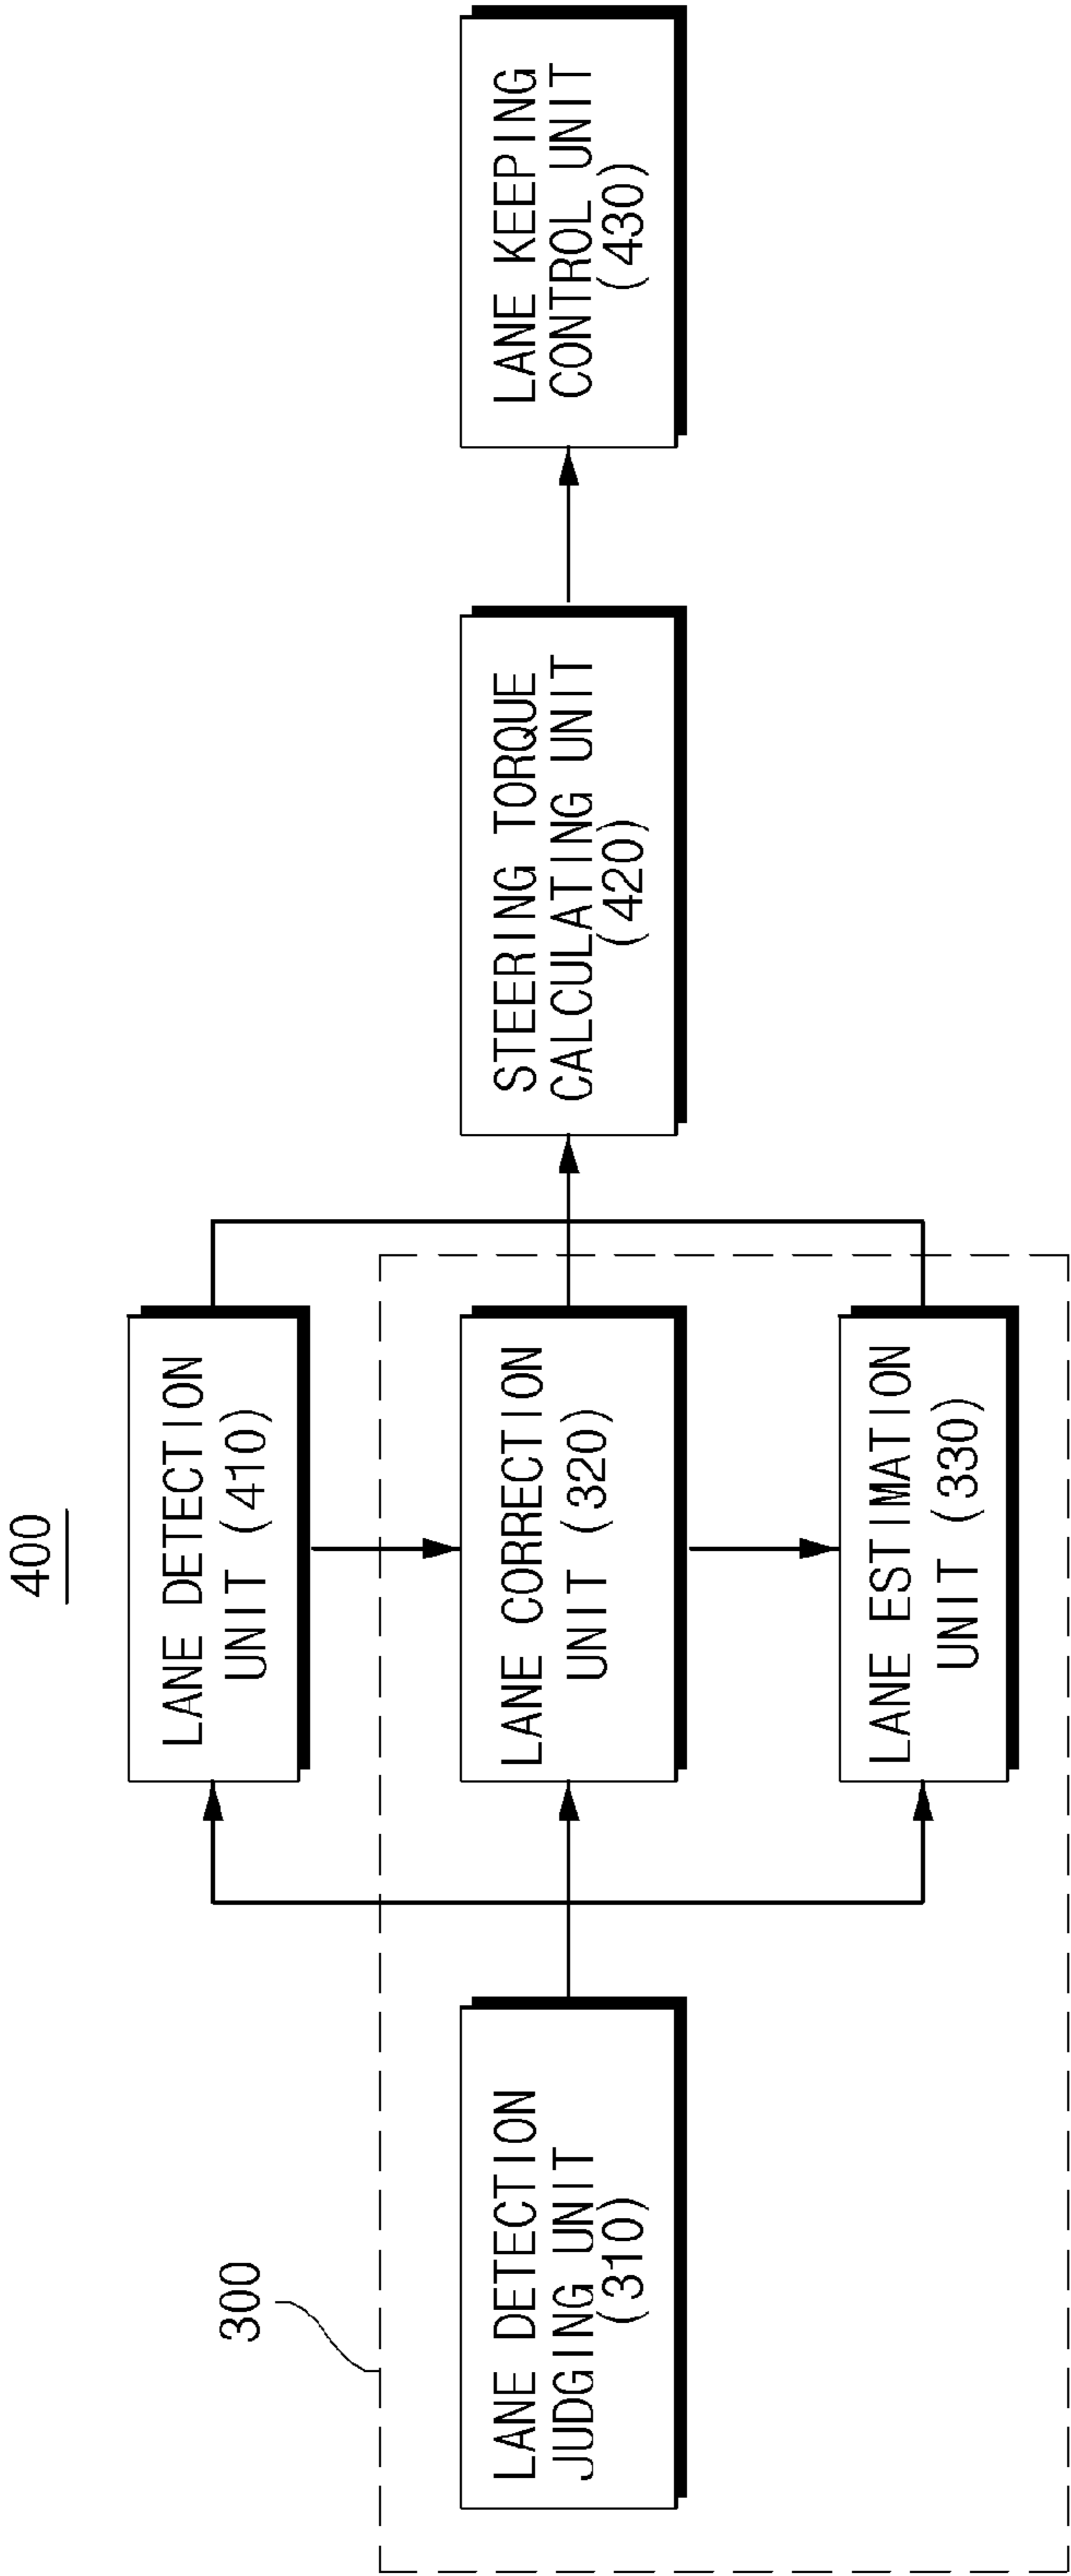 400
300
LANE DETECTION
JUDGING UNIT
(310)
LANE DETECTION
UNIT (410)
LANE CORRECTION
UNIT (320)
LANE ESTIMATION
UNIT (330)
STEERING TORQUE
CALCULATING UNIT
(420)
LANE KEEPING
CONTROL UNIT
(430)